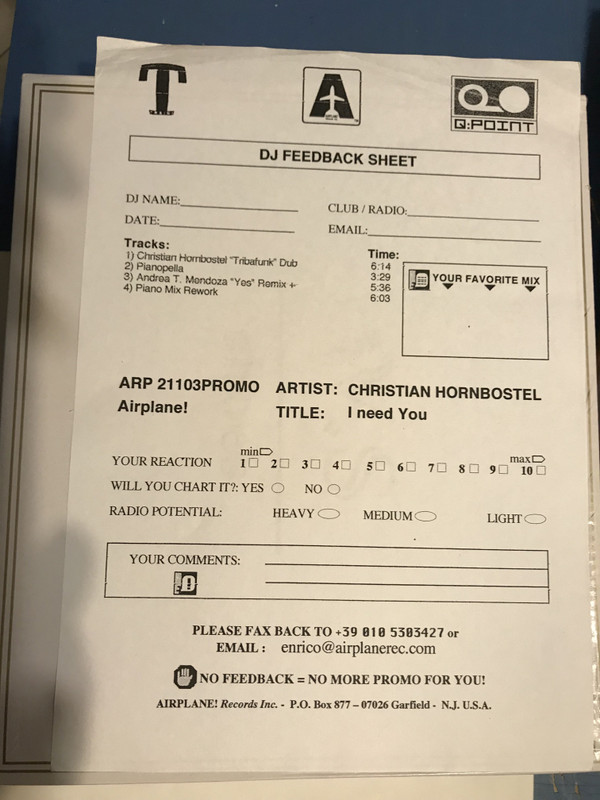 T
A
Q:POINT
DJ FEEDBACK SHEET
DJ NAME: CLUB / RADIO:
DATE: EMAIL:
Tracks: Time:
1) Christian Hornbostel "Tribafunk" Dub 6:14
2) Pianopella 3:29
3) Andrea T. Mendoza "Yes" Remix + 5:36
4) Piano Mix Rework 6:03
YOUR FAVORITE MIX
ARP 21103PROMO ARTIST: CHRISTIAN HORNBOSTEL
Airplane! TITLE: I need You
min max
YOUR REACTION 1 2 3 4 5 6 7 8 9 10
WILL YOU CHART IT?: YES NO
RADIO POTENTIAL: HEAVY MEDIUM LIGHT
YOUR COMMENTS:
PLEASE FAX BACK TO +39 010 5303427 or
EMAIL : enrico@airplanerec.com
NO FEEDBACK = NO MORE PROMO FOR YOU!
AIRPLANE! Records Inc. - P.O. Box 877 – 07026 Garfield - N.J. U.S.A.